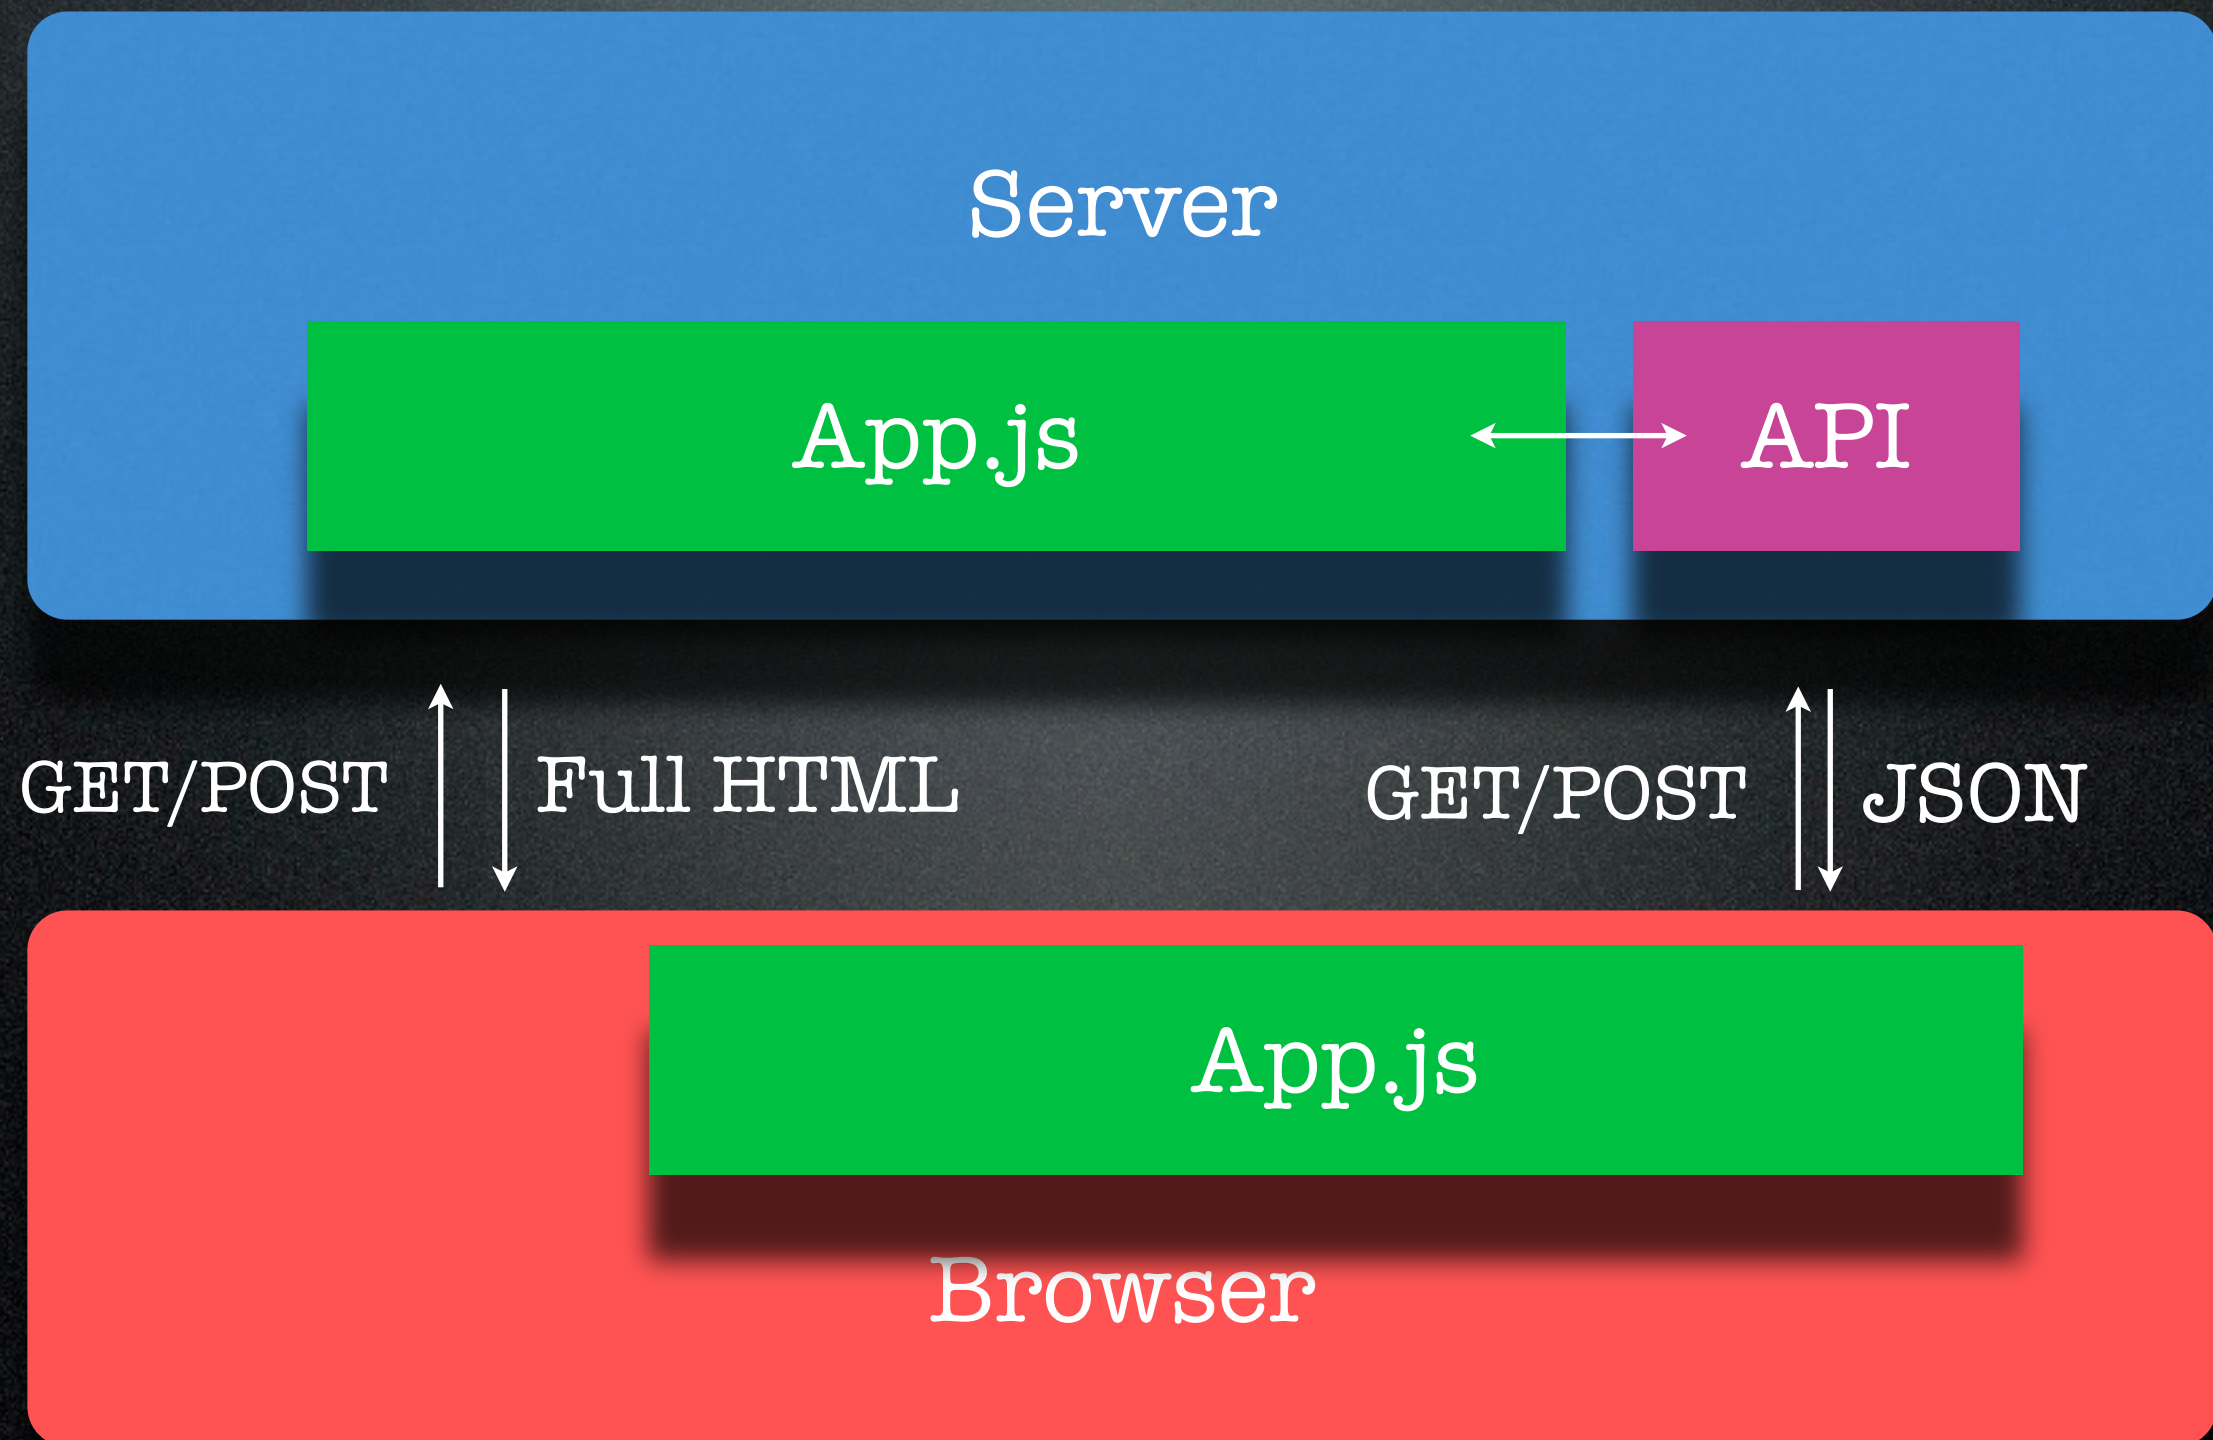 Server
App.js
API
GET/POST
Full HTML
GET/POST
JSON
App.js
Browser